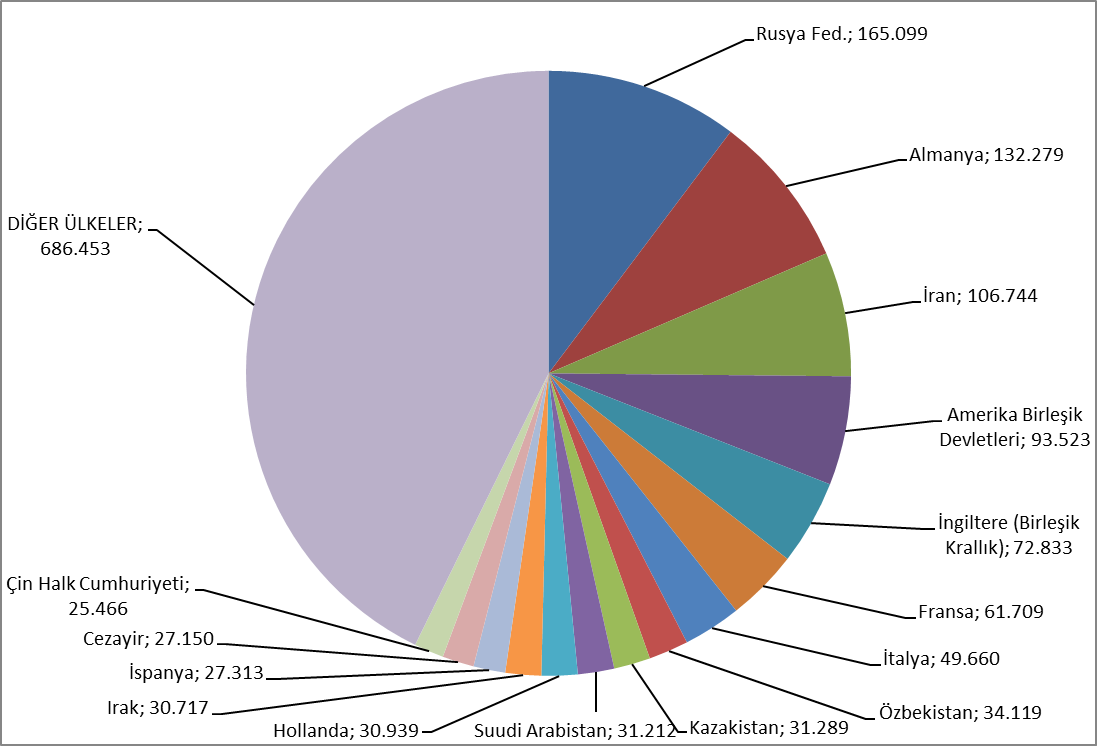 Rusya Fed.; 165.099
Almanya; 132.279
İran; 106.744
Amerika Birleşik
Devletleri; 93.523
İngiltere (Birleşik
Krallık); 72.833
Fransa; 61.709
İtalya; 49.660
Özbekistan; 34.119
Kazakistan; 31.289
Suudi Arabistan; 31.212
Hollanda; 30.939
Irak; 30.717
İspanya; 27.313
Cezayir; 27.150
Çin Halk Cumhuriyeti;
25.466
DİĞER ÜLKELER;
686.453